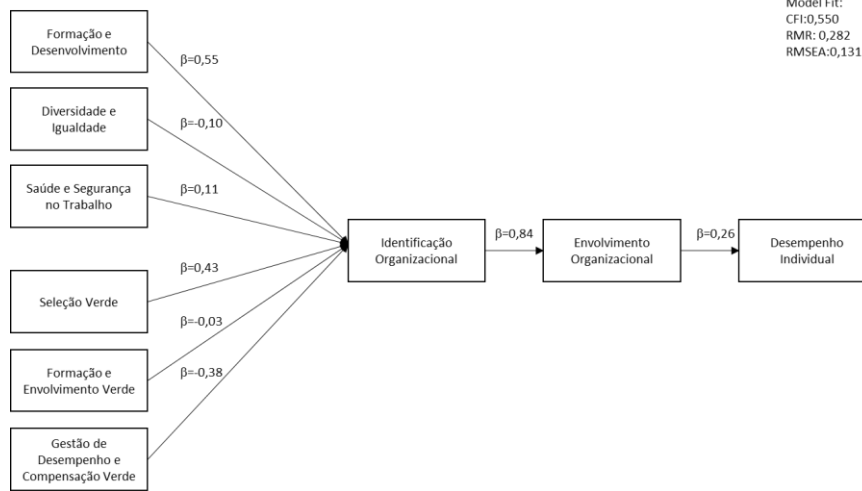 Model Fit:
CFI:0,550
RMR: 0,282
RMSEA:0,131
Formação e
Desenvolvimento
β=0,55
Diversidade e
Igualdade
β=-0,10
Saúde e Segurança
no Trabalho
β=0,11
Identificação
Organizacional
β=0,84
Envolvimento
Organizacional
β=0,26
Desempenho
Individual
Seleção Verde
β=0,43
Formação e
Envolvimento Verde
β=-0,03
Gestão de
Desempenho e
Compensação Verde
β=-0,38